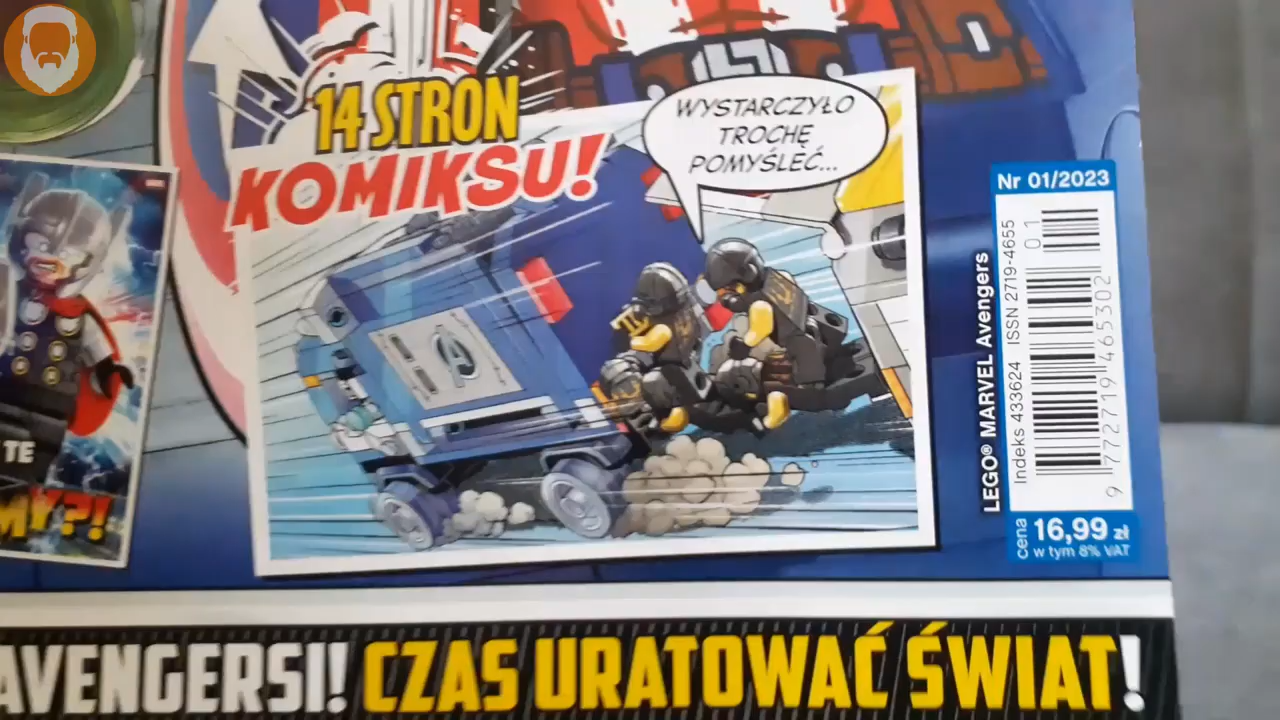 14 STRON
KOMIKSU!
WYSTARCZYŁO
TROCHĘ
POMYŚLEĆ...
TE
MY?!
Nr 01/2023
LEGO® MARVEL Avengers
Indeks 433624 ISSN 2719-4655
01
9 772719 465302
cena 16,99 zł
w tym 8% VAT
AVENGERSI! CZAS URATOWAĆ ŚWIAT!